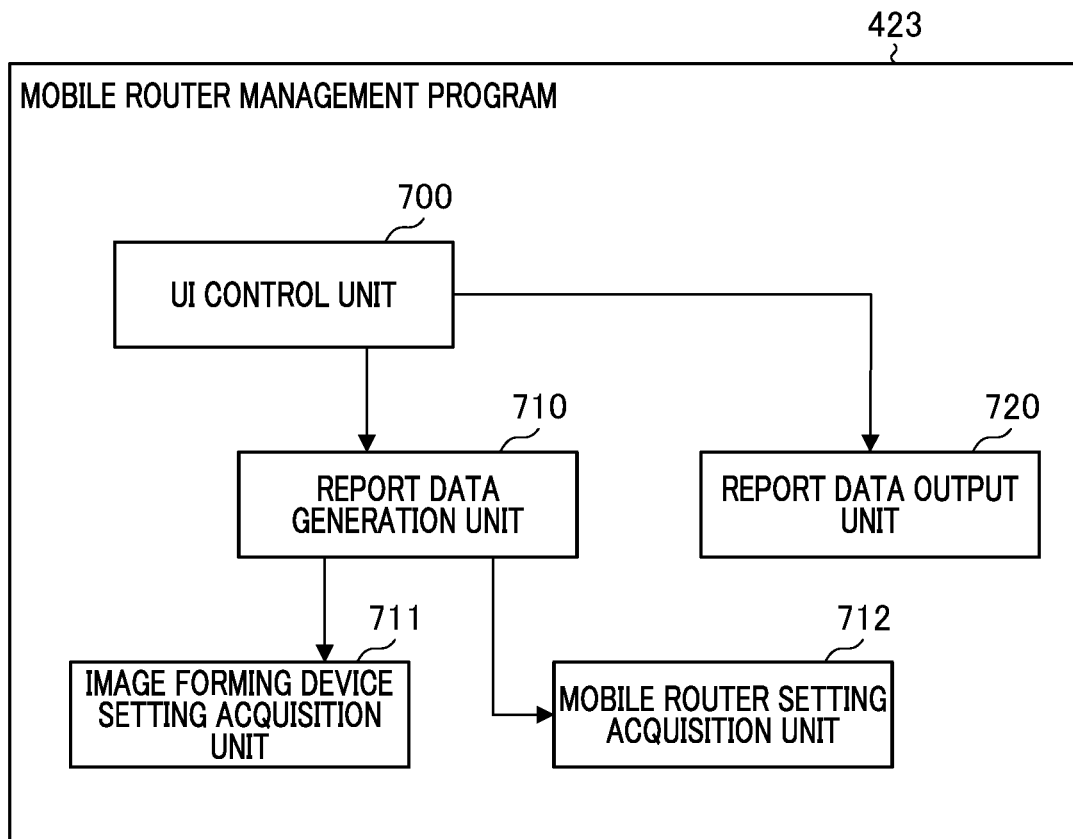 423
MOBILE ROUTER MANAGEMENT PROGRAM
700
UI CONTROL UNIT
710
REPORT DATA
GENERATION UNIT
720
REPORT DATA OUTPUT
UNIT
711
IMAGE FORMING DEVICE
SETTING ACQUISITION
UNIT
712
MOBILE ROUTER SETTING
ACQUISITION UNIT